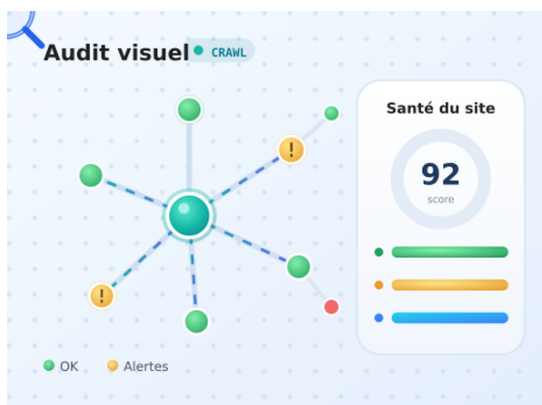 Audit visuel
CRAWL
!
!
Santé du site
92
score
OK
Alertes